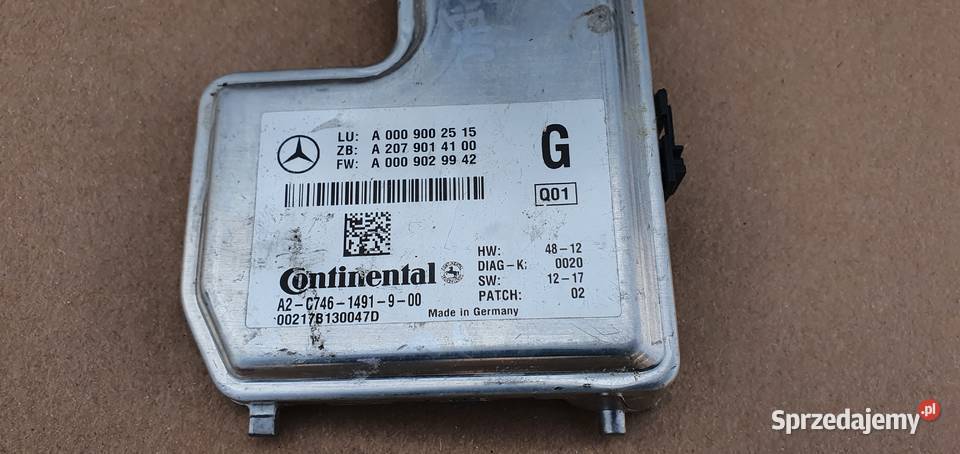 LU: A 000 900 25 15
ZB: A 207 901 41 00
FW: A 000 902 99 42
G
Q01
Continental
A2-C746-1491-9-00
00217B130047D
HW: 48-12
DIAG-K: 0020
SW: 12-17
PATCH: 02
Made in Germany
Sprzedajemy.pl